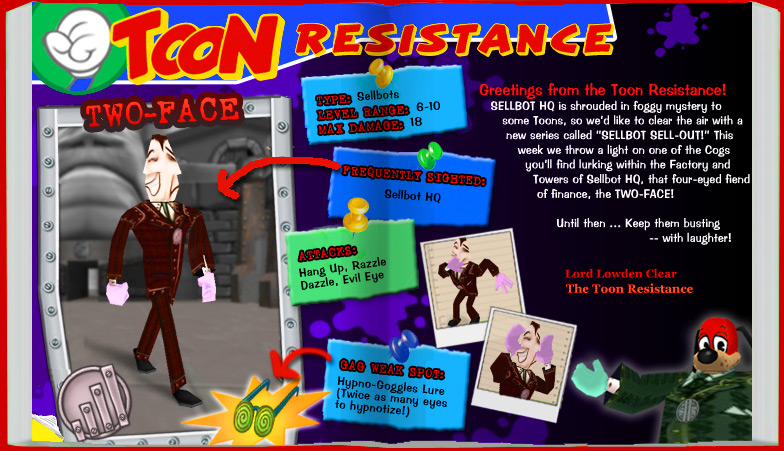 TOON RESISTANCE
TWO-FACE
TYPE: Sellbots
LEVEL RANGE: 6-10
MAX DAMAGE: 18
FREQUENTLY SIGHTED:
Sellbot HQ
ATTACKS:
Hang Up, Razzle
Dazzle, Evil Eye
GAG WEAK SPOT:
Hypno-Goggles Lure
(Twice as many eyes
to hypnotize!)
Greetings from the Toon Resistance!
SELLBOT HQ is shrouded in foggy mystery to
some Toons, so we'd like to clear the air with a
new series called "SELLBOT SELL-OUT!" This
week we throw a light on one of the Cogs
you'll find lurking within the Factory and
Towers of Sellbot HQ, that four-eyed fiend
of finance, the TWO-FACE!
Until then ... Keep them busting
-- with laughter!
Lord Lowden Clear
The Toon Resistance